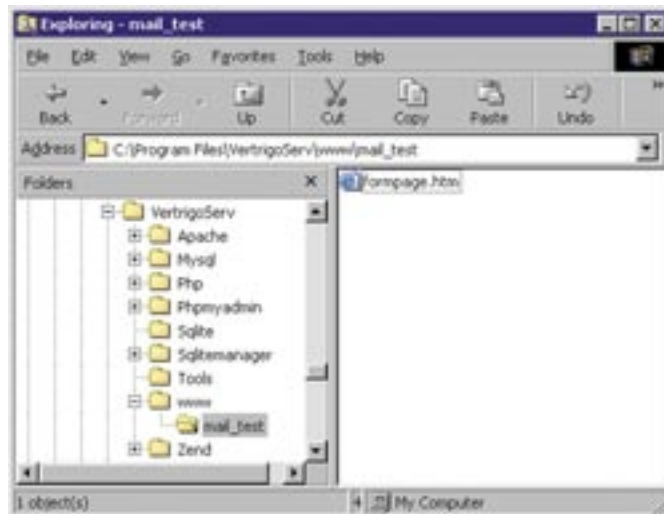 Exploring - mail_test
File Edit View Go Favorites Tools Help
Back Forward Up Cut Copy Paste Undo
Address C:\Program Files\VertrigoServ\www\mail_test
Folders
formpage.htm
VertrigoServ
Apache
Mysql
Php
Phpmyadmin
Sqlite
Sqlitemanager
Tools
www
mail_test
Zend
1 object(s)
My Computer